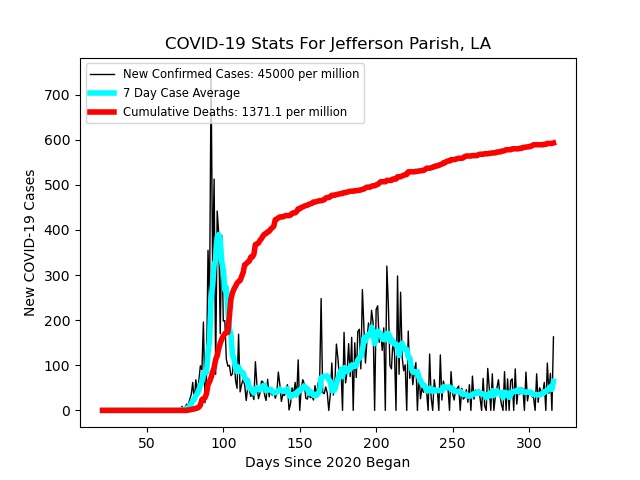 COVID-19 Stats For Jefferson Parish, LA
New Confirmed Cases: 45000 per million
7 Day Case Average
Cumulative Deaths: 1371.1 per million
New COVID-19 Cases
700
600
500
400
300
200
100
0
50 100 150 200 250 300
Days Since 2020 Began